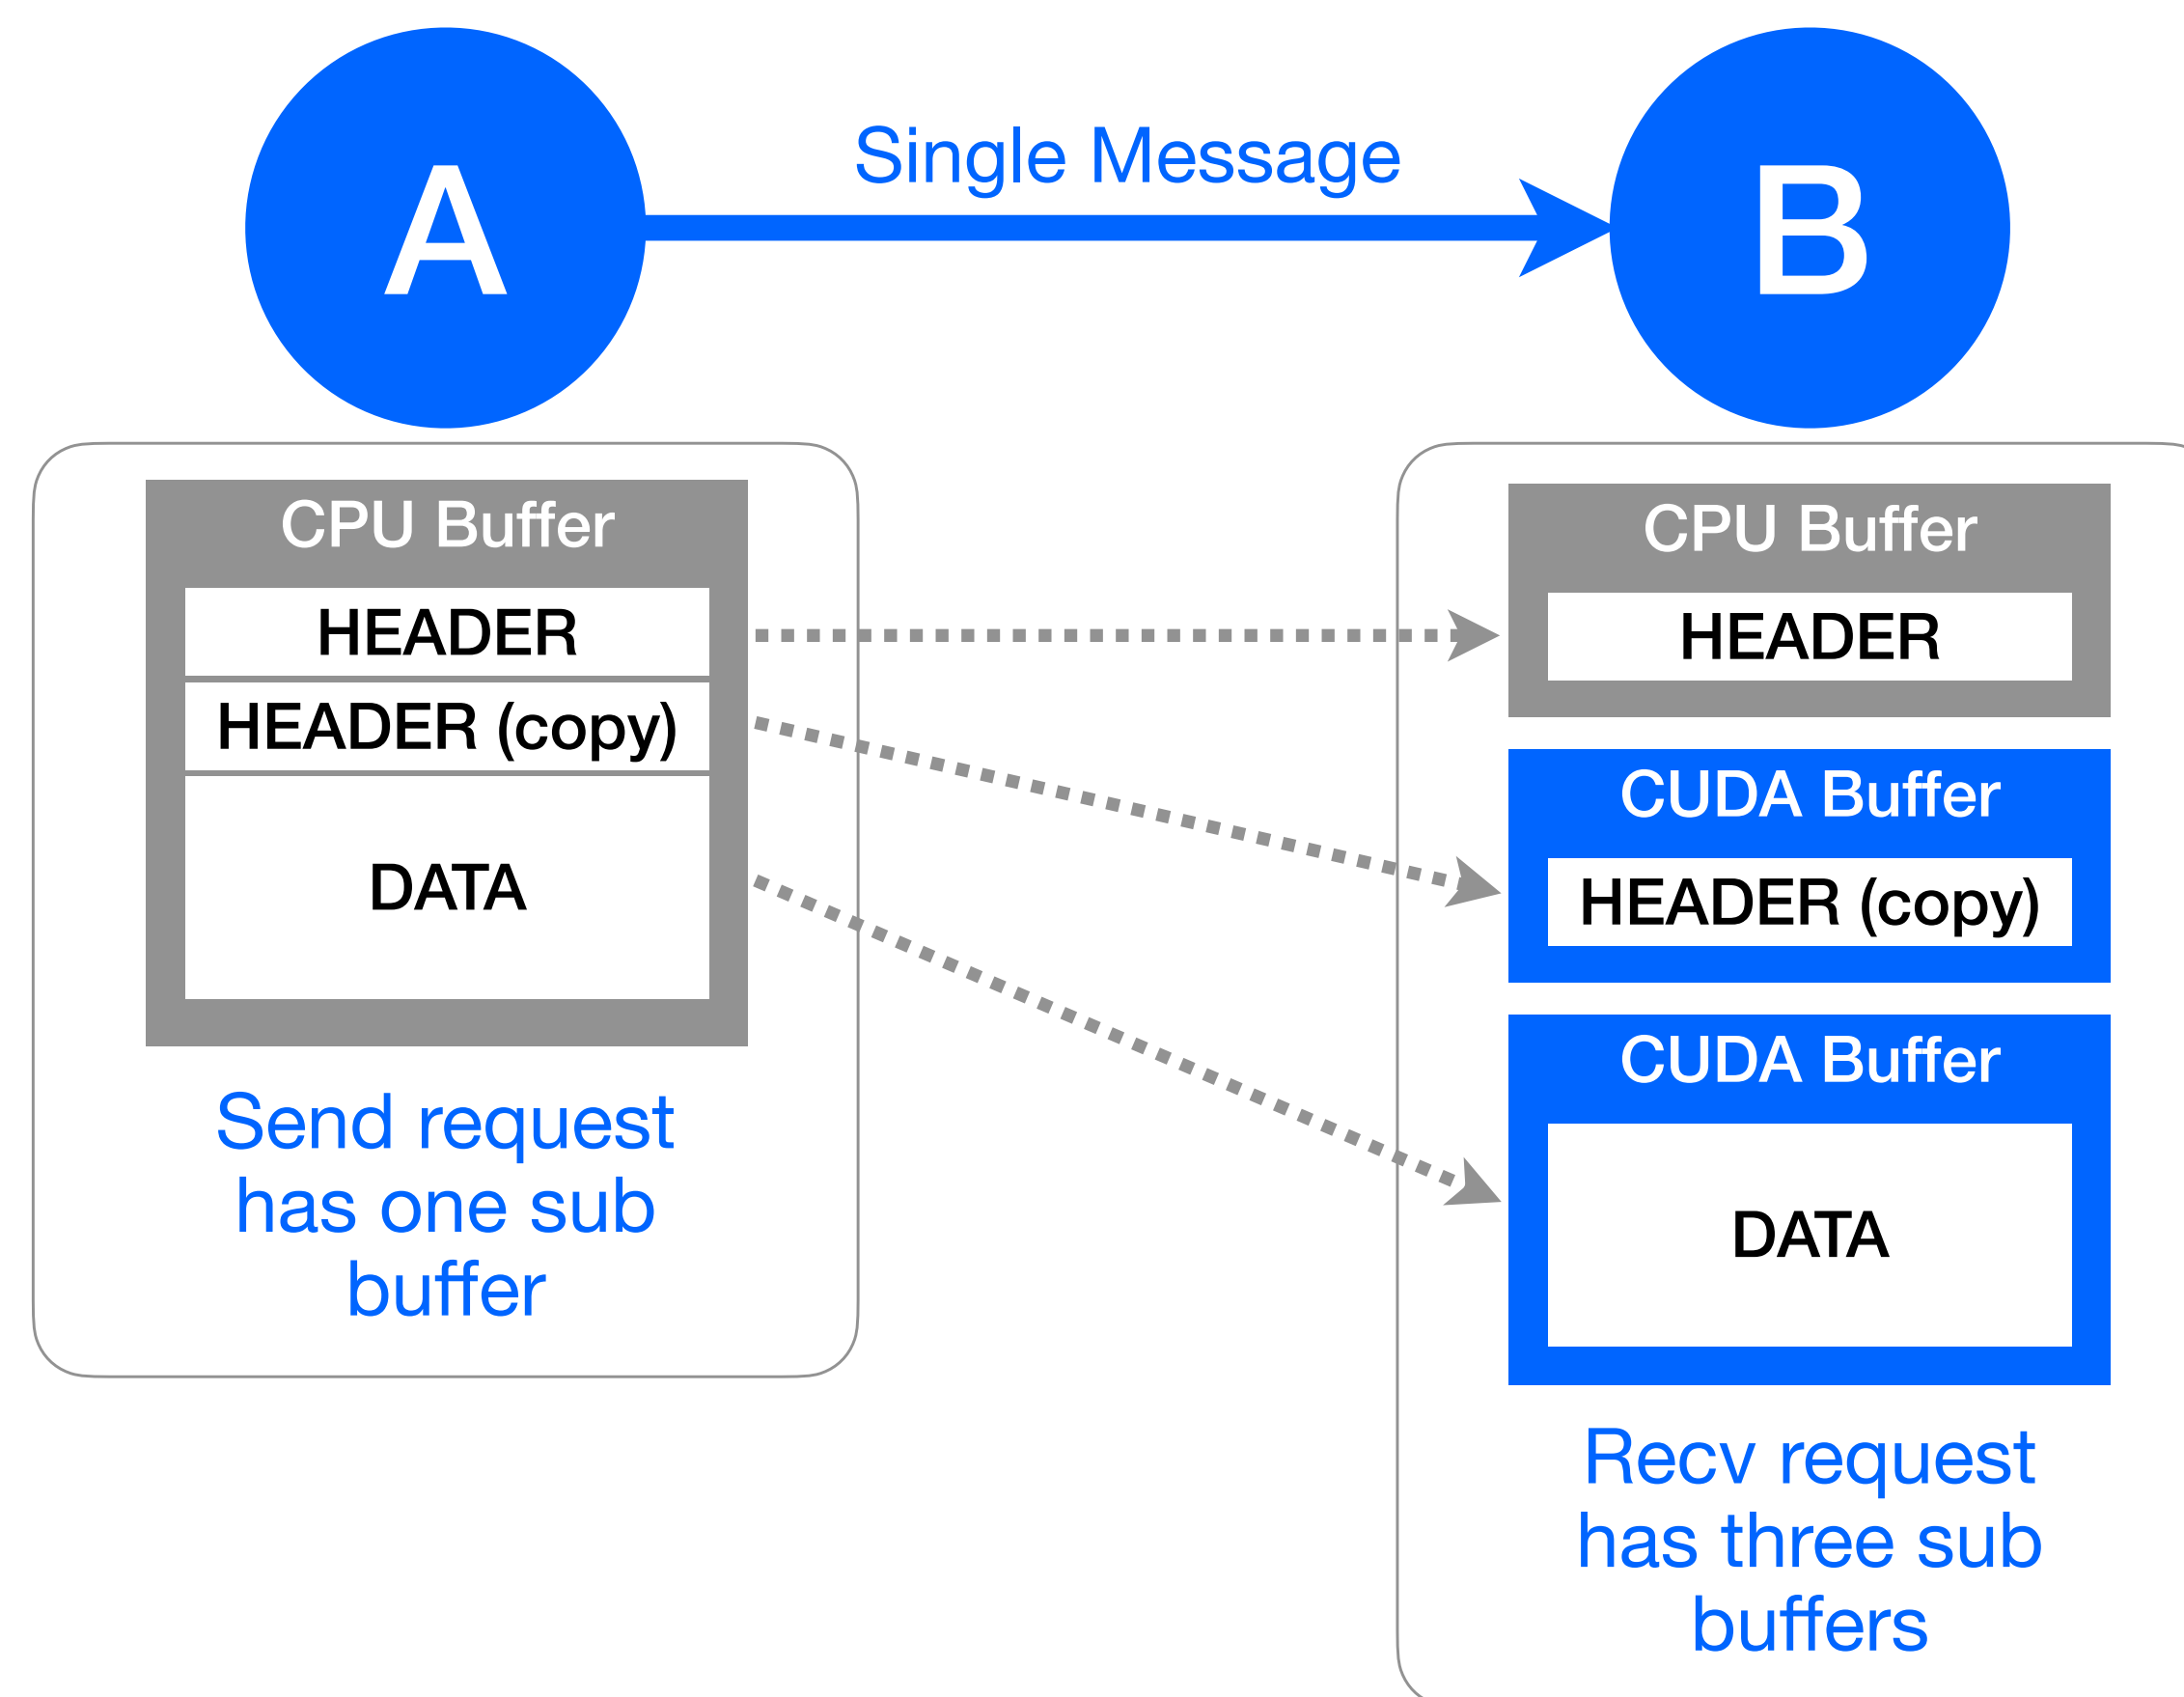 A
Single Message
B
CPU Buffer
HEADER
HEADER (copy)
DATA
Send request
has one sub
buffer
CPU Buffer
HEADER
CUDA Buffer
HEADER (copy)
CUDA Buffer
DATA
Recv request
has three sub
buffers